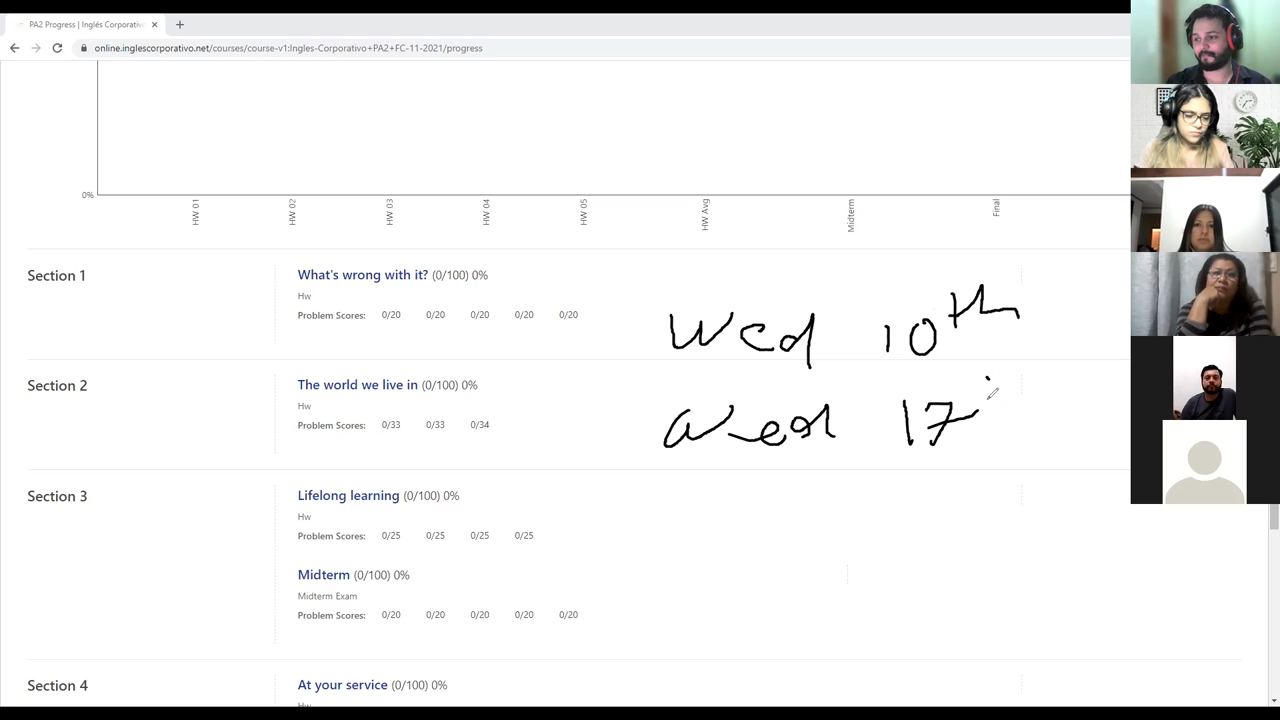 PA2 Progress | Inglés Corporativo
online.inglescorporativo.net/courses/course-v1:Ingles-Corporativo+PA2+FC-11-2021/progress
0%
HW 01
HW 02
HW 03
HW 04
HW 05
HW Avg
Midterm
Final
Section 1
What's wrong with it? (0/100) 0%
Hw
Problem Scores: 0/20 0/20 0/20 0/20 0/20
Wed 10th
Section 2
The world we live in (0/100) 0%
Hw
Problem Scores: 0/33 0/33 0/34
Wed 17
Section 3
Lifelong learning (0/100) 0%
Hw
Problem Scores: 0/25 0/25 0/25 0/25
Midterm (0/100) 0%
Midterm Exam
Problem Scores: 0/20 0/20 0/20 0/20 0/20
Section 4
At your service (0/100) 0%